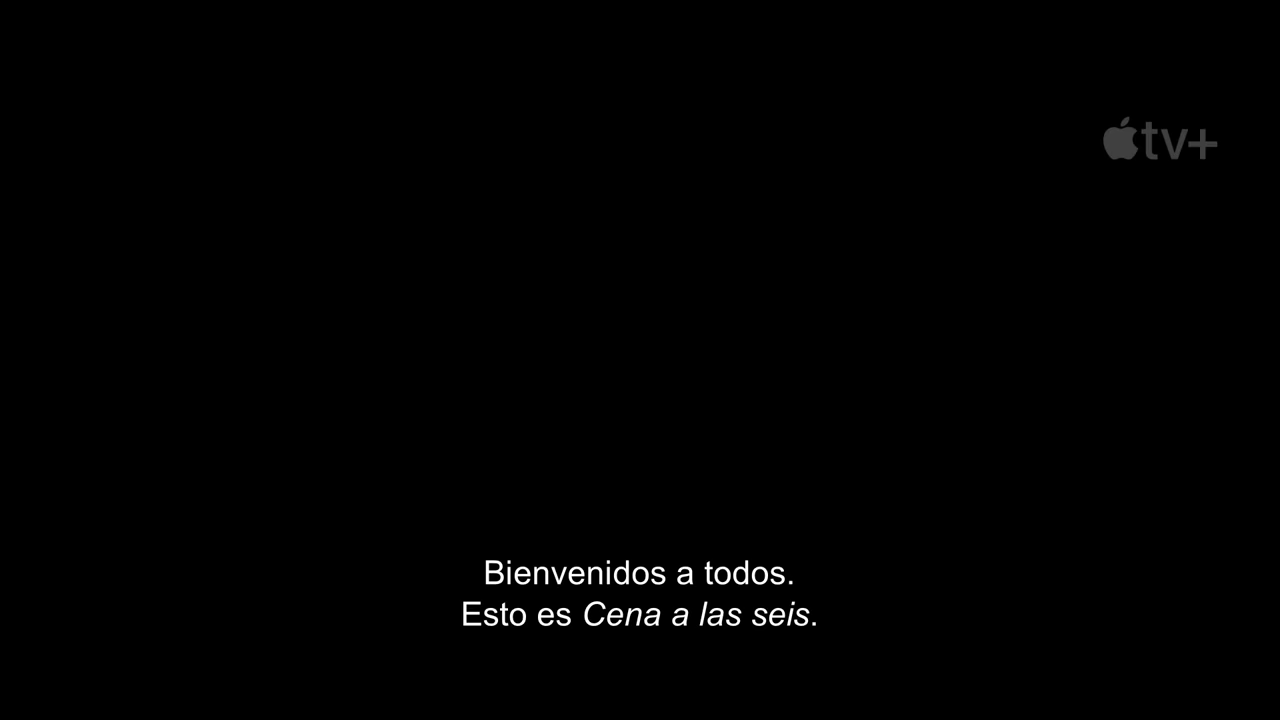 tv+
Bienvenidos a todos.
Esto es Cena a las seis.